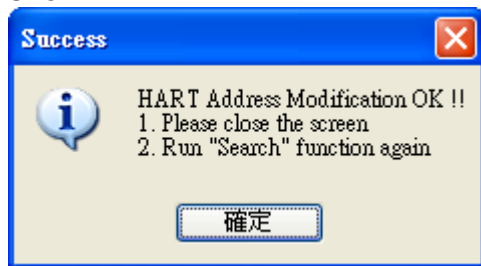 Success
HART Address Modification OK !!
1. Please close the screen
2. Run "Search" function again
確定